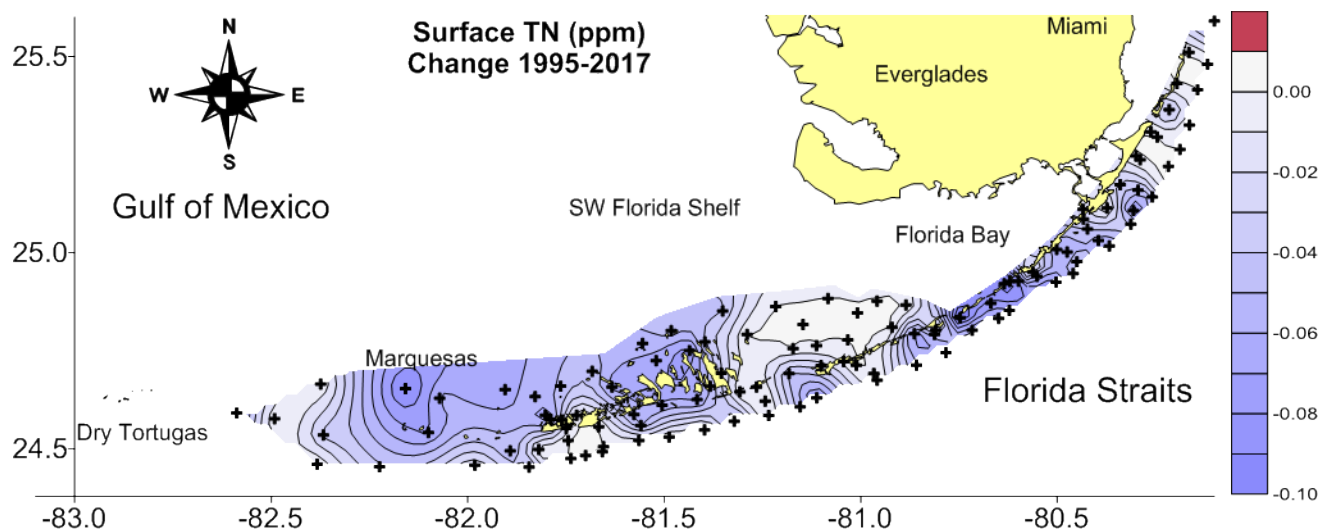 Surface TN (ppm)
Change 1995-2017
N
W
E
S
Miami
Everglades
Gulf of Mexico
SW Florida Shelf
Florida Bay
Marquesas
Florida Straits
Dry Tortugas
25.5
25.0
24.5
-83.0
-82.5
-82.0
-81.5
-81.0
-80.5
0.00
-0.02
-0.04
-0.06
-0.08
-0.10